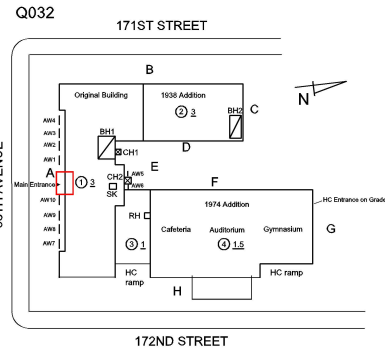 Q032
171ST STREET
B
Original Building
1938 Addition
2 3
BH2
C
N
AW4
AW3
AW2
AW1
BH1
CH1
D
A
Main Entrance
1 3
CH2
SK
E
AW5
AW6
F
AW10
AW9
AW8
AW7
RH
1974 Addition
Cafeteria
Auditorium
Gymnasium
HC Entrance on Grade
G
3 1
4 1.5
HC
ramp
HC ramp
H
AVENUE
172ND STREET